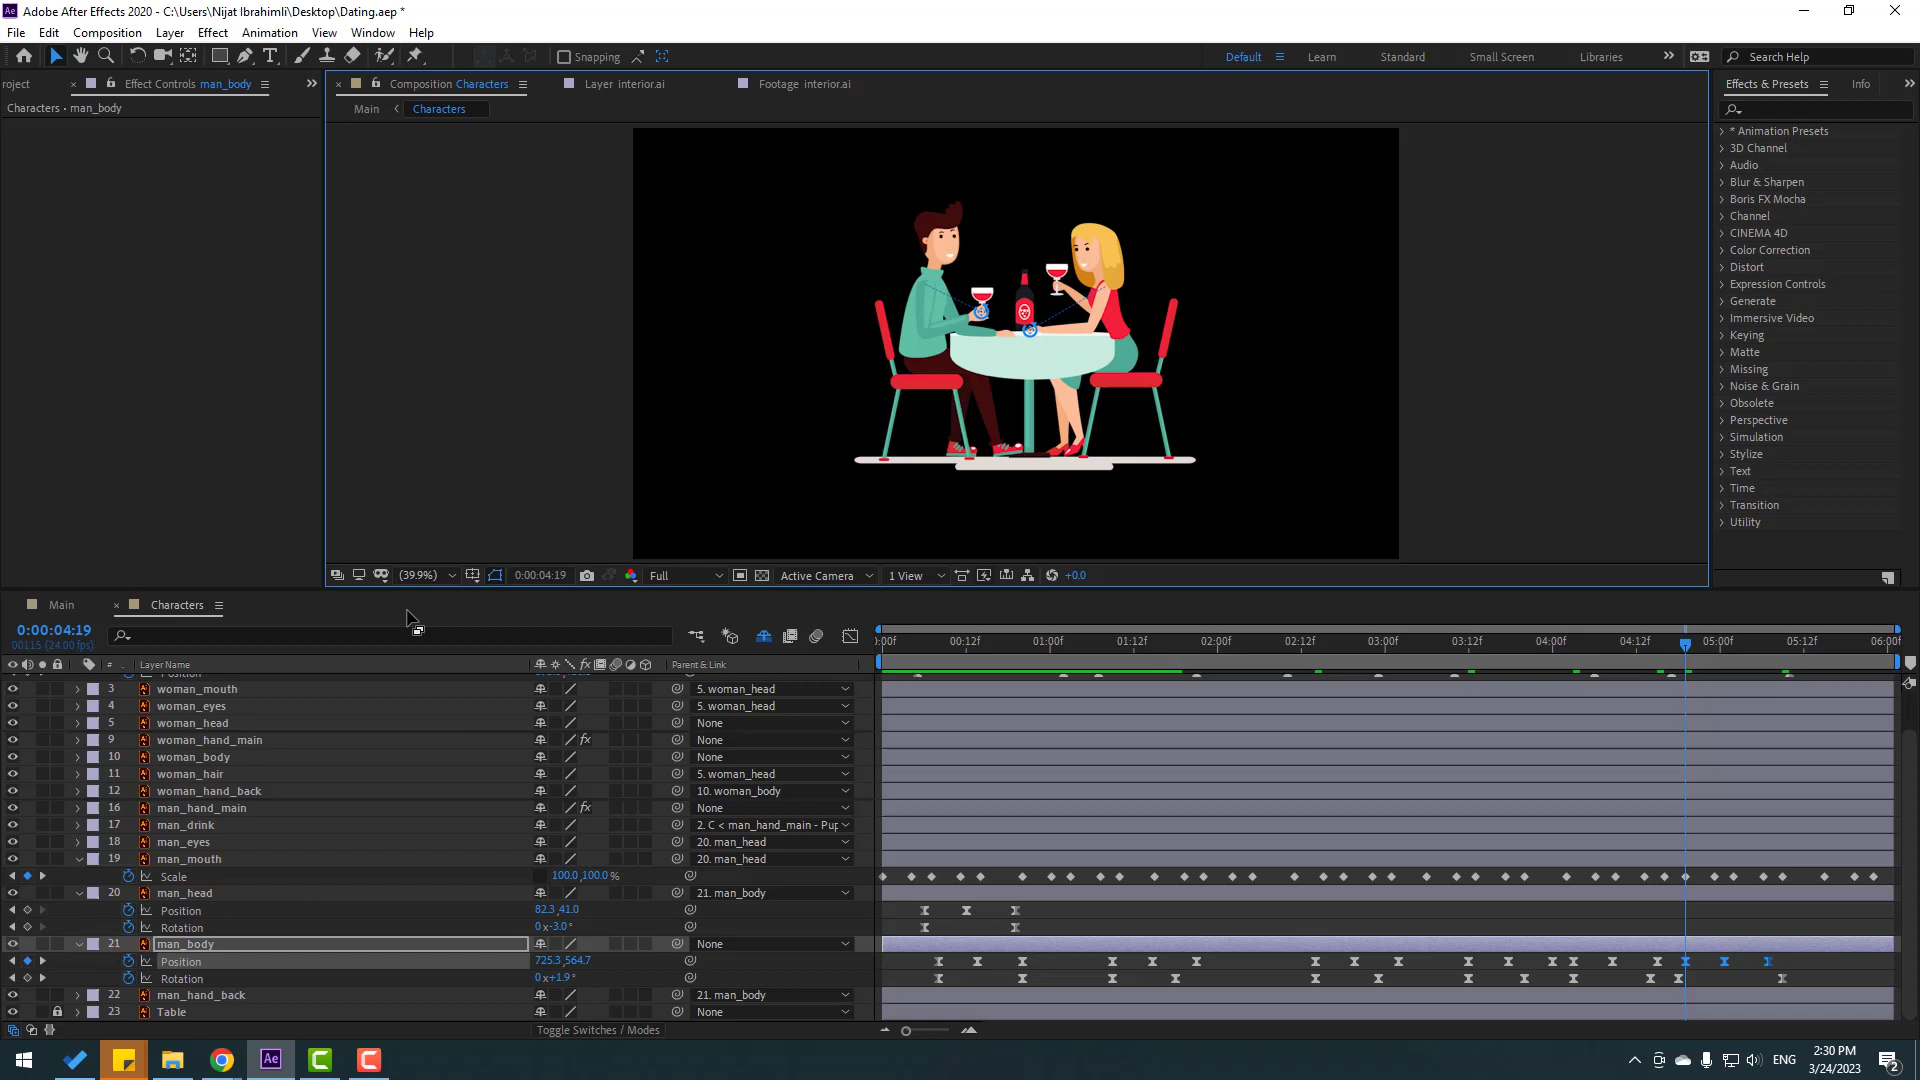 Adobe After Effects 2020 - C:\Users\Nijat Ibrahimli\Desktop\Dating.aep *
File Edit Composition Layer Effect Animation View Window Help
Snapping
Default Learn Standard Small Screen Libraries
Search Help
roject
Effect Controls man_body
Composition Characters
Layer interior.ai
Footage interior.ai
Effects & Presets
Info
Characters • man_body
Main
Characters
* Animation Presets
3D Channel
Audio
Blur & Sharpen
Boris FX Mocha
Channel
CINEMA 4D
Color Correction
Distort
Expression Controls
Generate
Immersive Video
Keying
Matte
Missing
Noise & Grain
Obsolete
Perspective
Simulation
Stylize
Text
Time
Transition
Utility
(39.9%) 0:00:04:19 Full Active Camera 1 View +0.0
Main
Characters
0:00:04:19
00115 (24.00 fps)
:00f 00:12f 01:00f 01:12f 02:00f 02:12f 03:00f 03:12f 04:00f 04:12f 05:00f 05:12f 06:00f
# Layer Name Parent & Link
3 woman_mouth 5. woman_head
4 woman_eyes 5. woman_head
5 woman_head None
9 woman_hand_main fx None
10 woman_body None
11 woman_hair 5. woman_head
12 woman_hand_back 10. woman_body
16 man_hand_main fx None
17 man_drink 2. C < man_hand_main - Pup
18 man_eyes 20. man_head
19 man_mouth 20. man_head
Scale 100.0,100.0 %
20 man_head 21. man_body
Position 82.3,41.0
Rotation 0x-3.0°
21 man_body None
Position 725.3,564.7
Rotation 0x+1.9°
22 man_hand_back 21. man_body
23 Table None
Toggle Switches / Modes
Ae
ENG
2:30 PM
3/24/2023
2